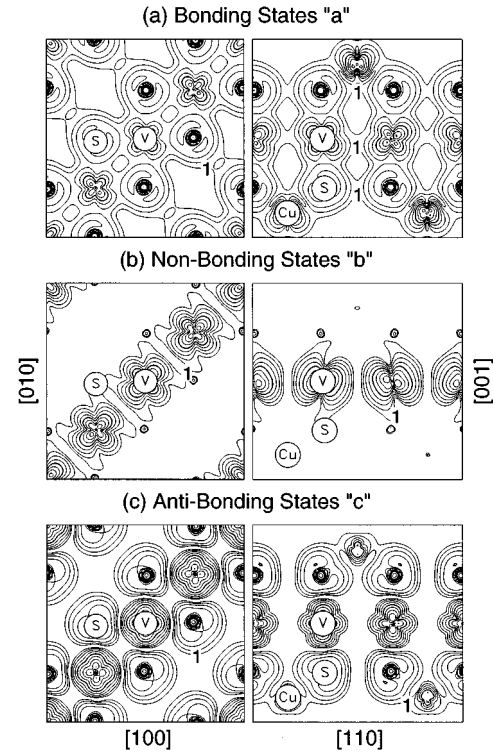 (a) Bonding States "a"
S V 1
1
V 1
S 1
Cu
(b) Non-Bonding States "b"
[010]
S V 1
V
S 1
Cu
[001]
(c) Anti-Bonding States "c"
S V 1
V
S
Cu 1
[100] [110]